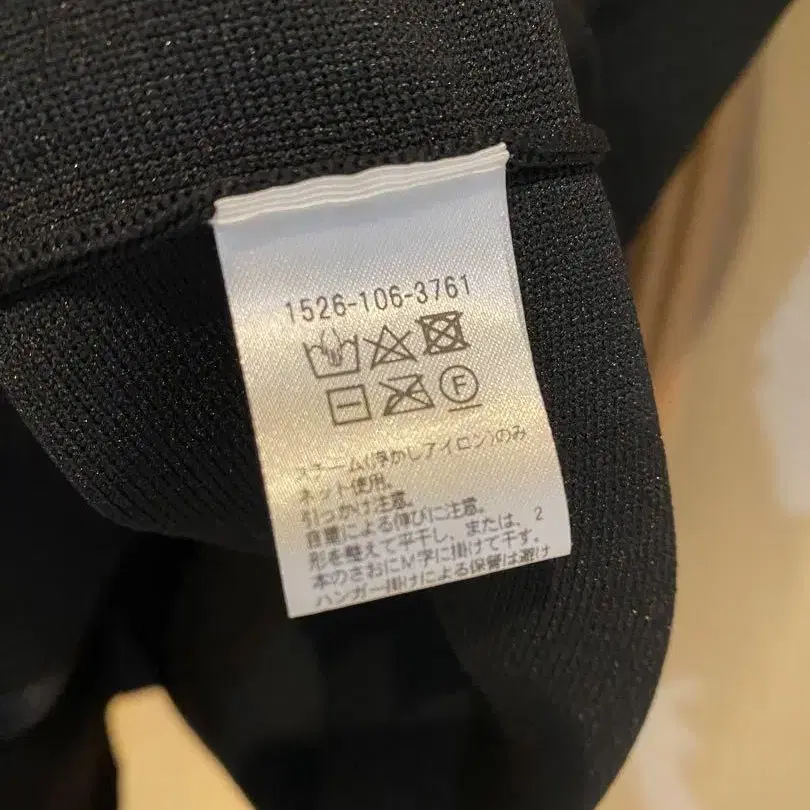 1526-106-3761
F
スチーム(浮かしアイロン)のみ
ネット使用。
引っかけ注意。
自重による伸びに注意。
形を整えて平干し、または、2
本のさおにM字に掛けて干す。
ハンガー掛けによる保管は避け